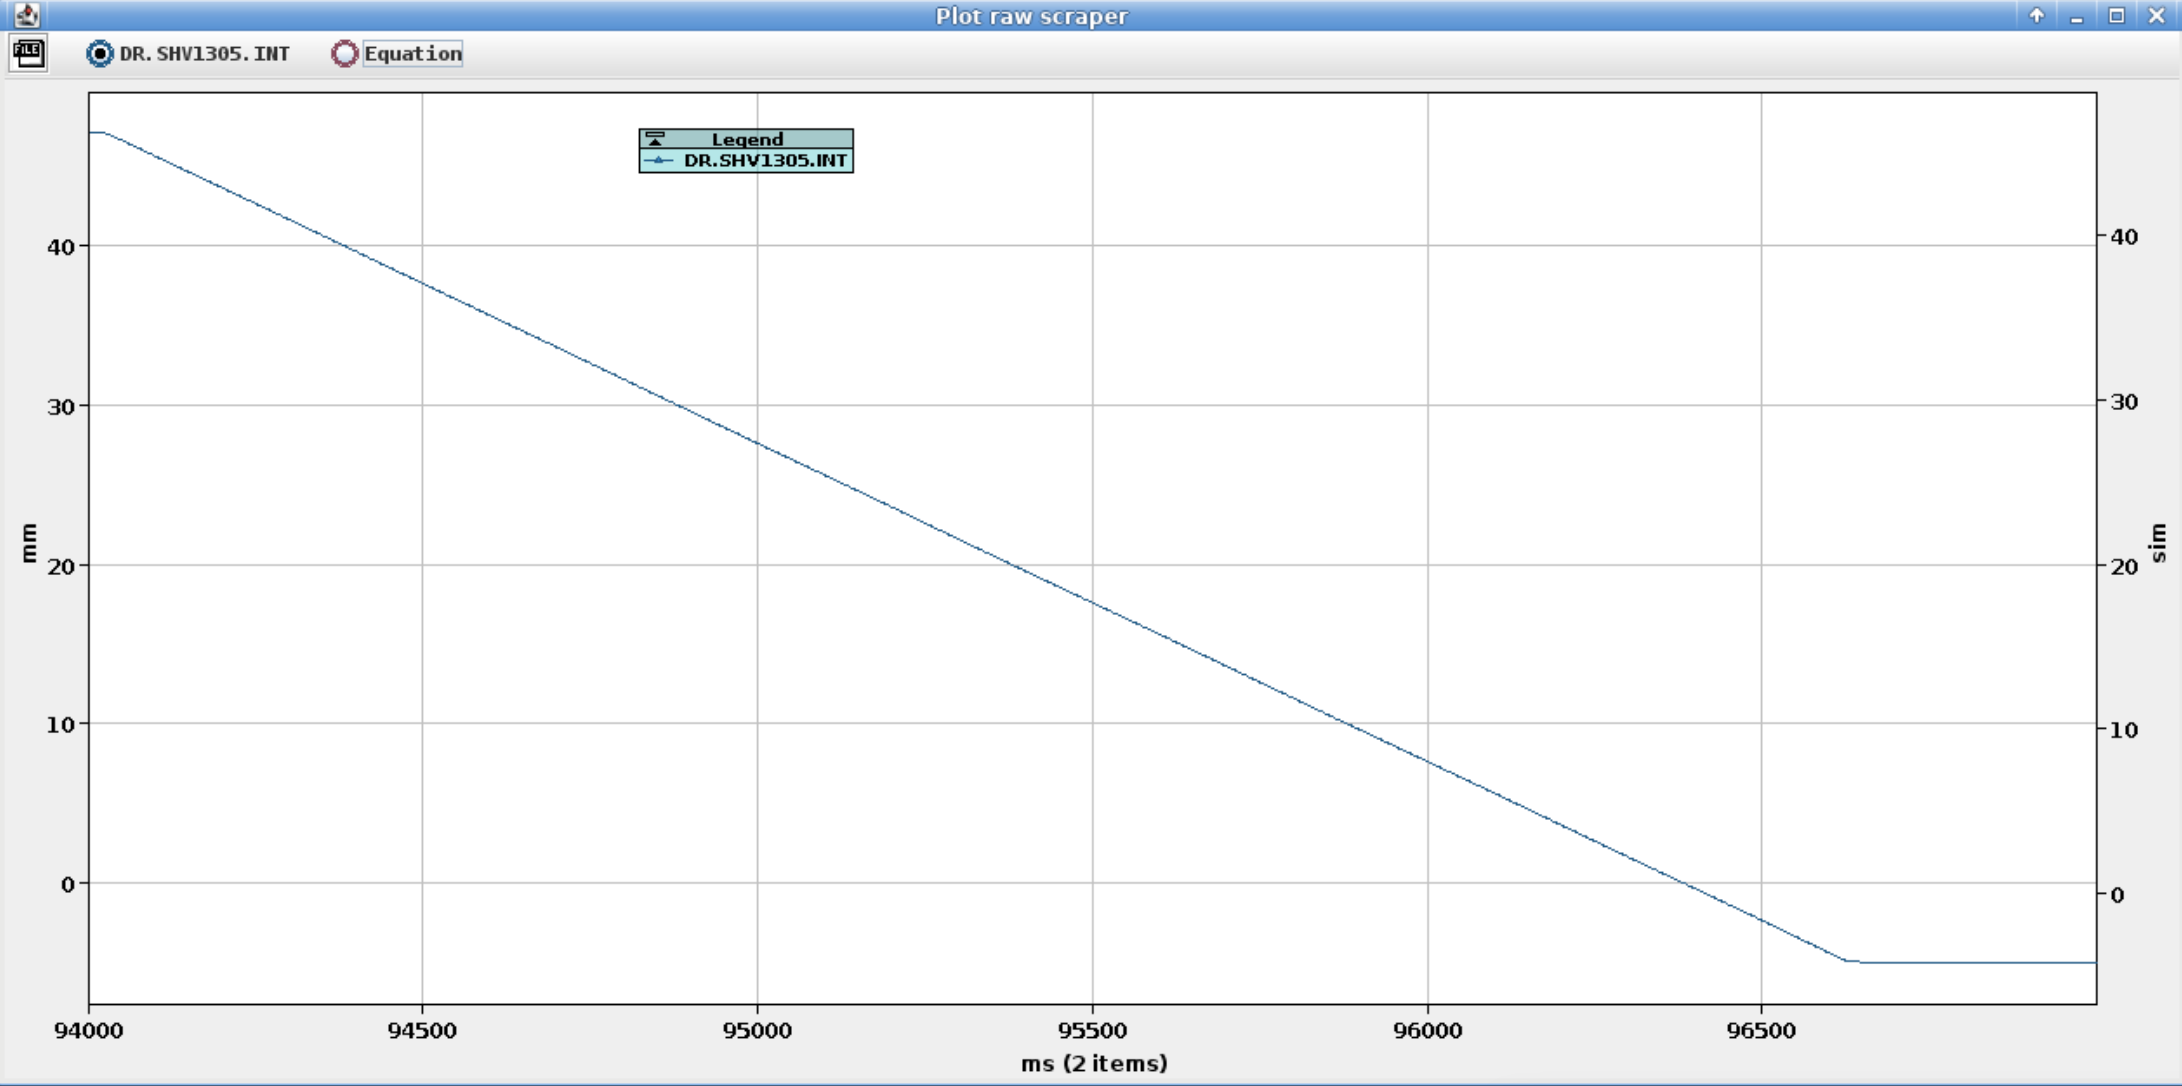 Plot raw scraper
FILE
DR.SHV1305.INT
Equation
Legend
DR.SHV1305.INT
mm
40
30
20
10
0
40
30
20
10
0
sim
94000 94500 95000 95500 96000 96500
ms (2 items)